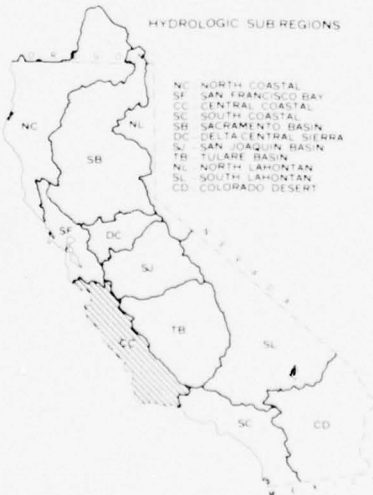 HYDROLOGIC SUB REGIONS
NC - NORTH COASTAL
SF - SAN FRANCISCO BAY
CC - CENTRAL COASTAL
SC - SOUTH COASTAL
SB - SACRAMENTO BASIN
DC - DELTA CENTRAL SIERRA
SJ - SAN JOAQUIN BASIN
TB - TULARE BASIN
NL - NORTH LAHONTAN
SL - SOUTH LAHONTAN
CD - COLORADO DESERT
NC
NL
SB
SF
DC
SJ
CC
TB
SL
SC
CD